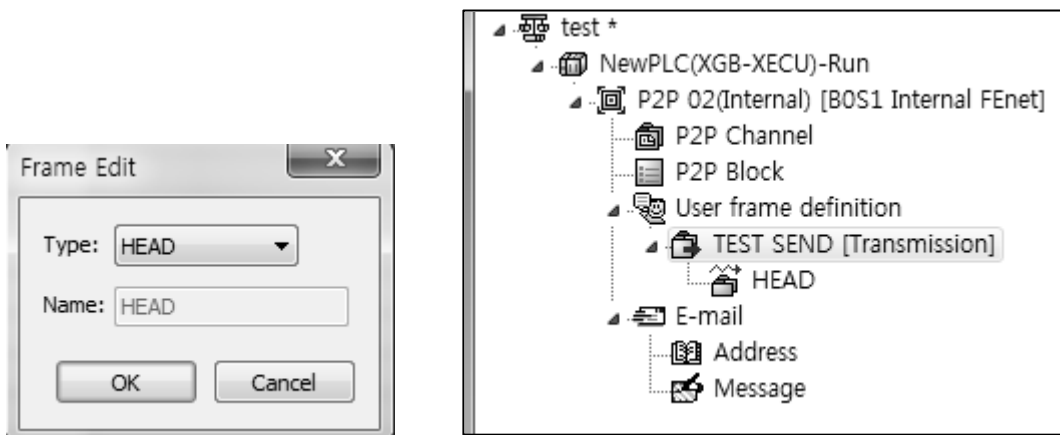 Frame Edit
Type: HEAD
Name: HEAD
OK Cancel
test *
NewPLC(XGB-XECU)-Run
P2P 02(Internal) [B0S1 Internal FEnet]
P2P Channel
P2P Block
User frame definition
TEST SEND [Transmission]
HEAD
E-mail
Address
Message